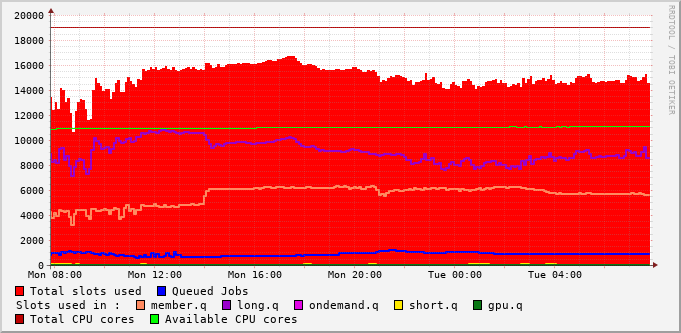 20000
18000
16000
14000
12000
11000
10000
8000
6000
4000
2000
0
Mon 08:00 Mon 12:00 Mon 16:00 Mon 20:00 Tue 00:00 Tue 04:00
Total slots used Queued Jobs
Slots used in : member.q long.q ondemand.q short.q gpu.q
Total CPU cores Available CPU cores
RRDTOOL / TOBI OETIKER